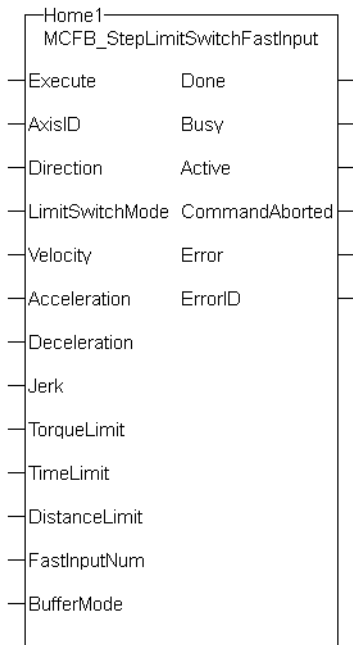 Home1
MCFB_StepLimitSwitchFastInput
Execute Done
AxisID Busy
Direction Active
LimitSwitchMode CommandAborted
Velocity Error
Acceleration ErrorID
Deceleration
Jerk
TorqueLimit
TimeLimit
DistanceLimit
FastInputNum
BufferMode